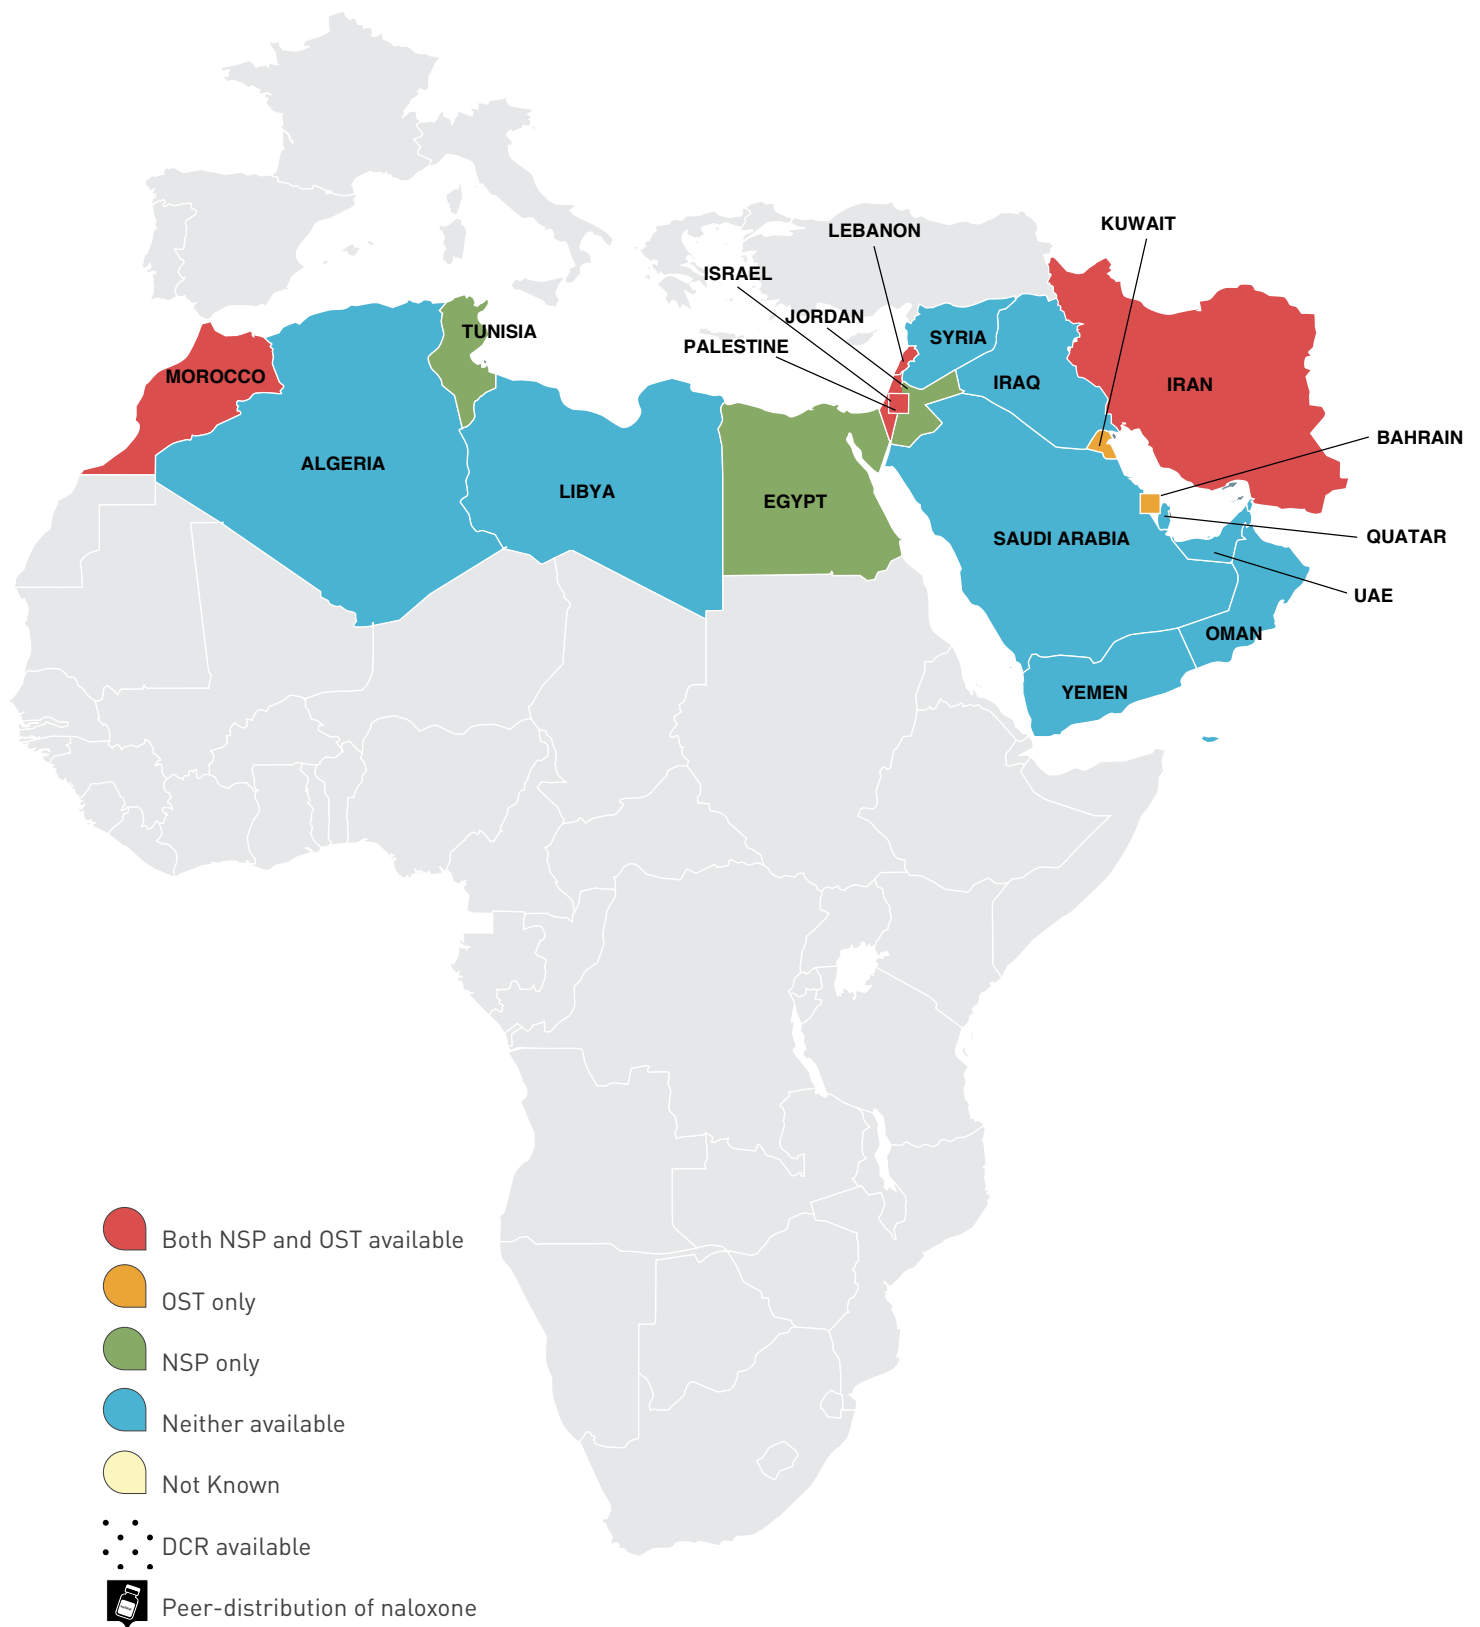 KUWAIT
LEBANON
ISRAEL
JORDAN
PALESTINE
TUNISIA
SYRIA
MOROCCO
IRAQ
IRAN
BAHRAIN
ALGERIA
LIBYA
EGYPT
SAUDI ARABIA
QUATAR
UAE
OMAN
YEMEN
Both NSP and OST available
OST only
NSP only
Neither available
Not Known
DCR available
Peer-distribution of naloxone